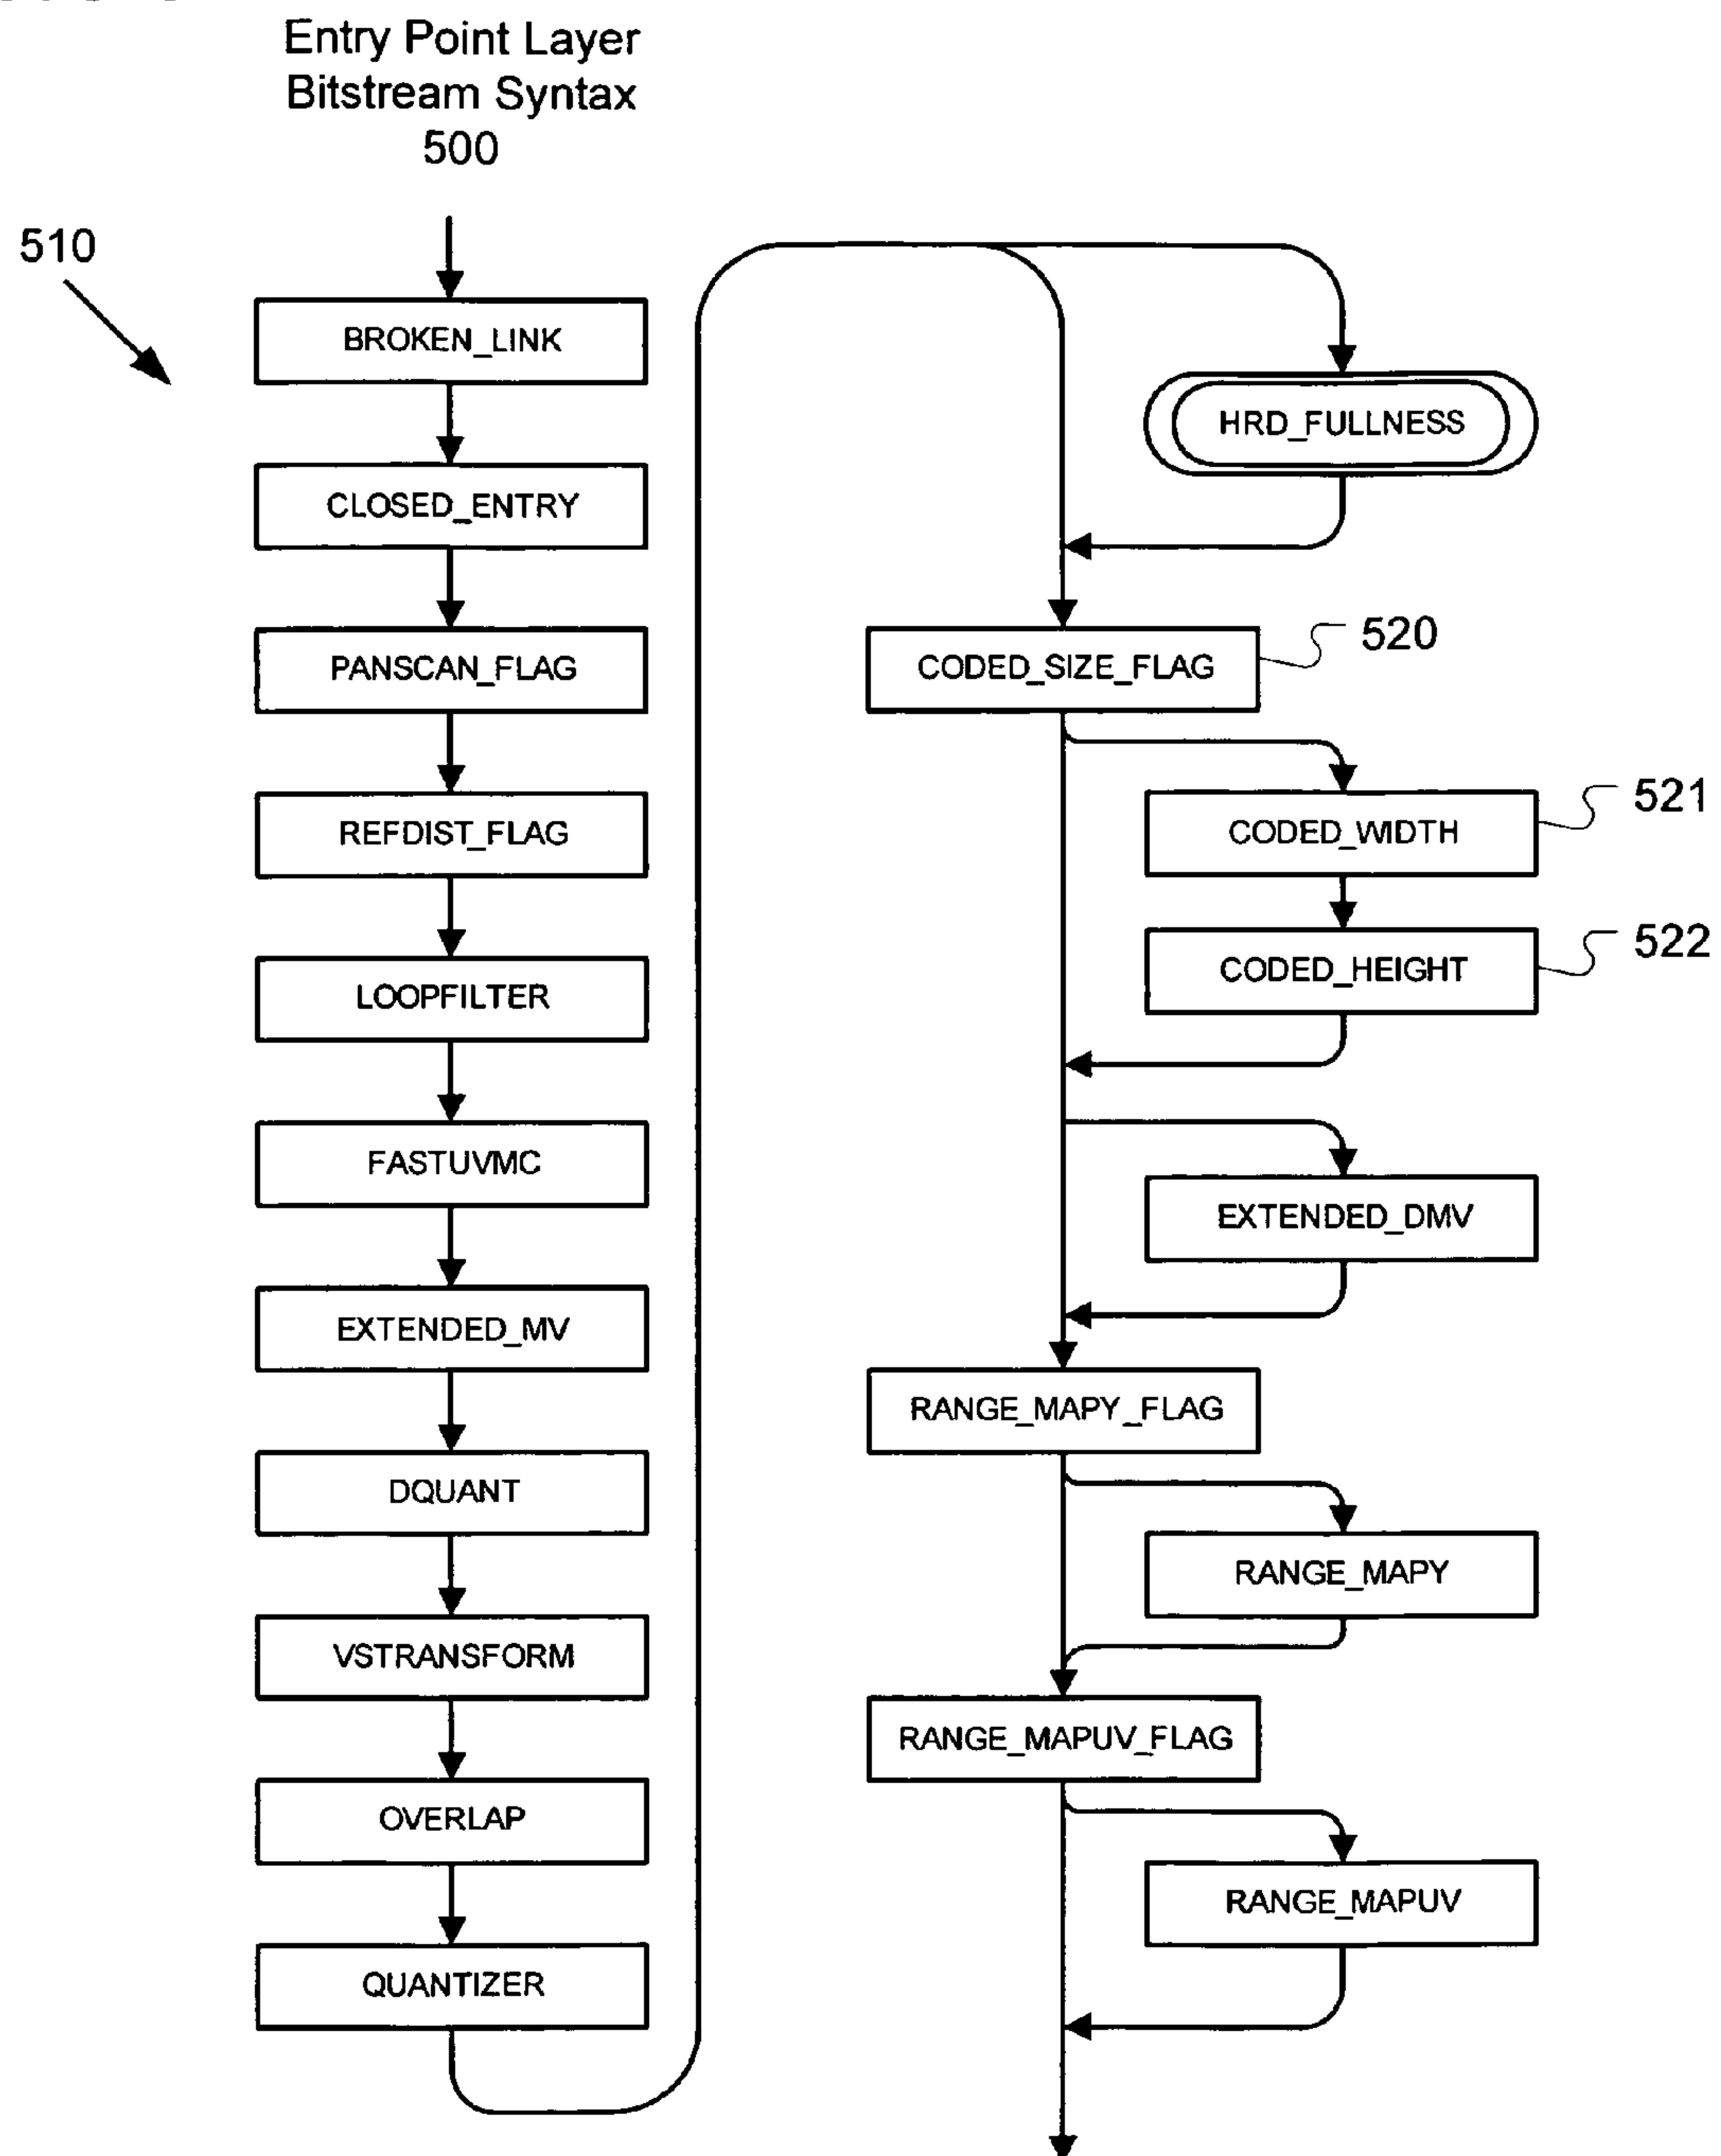 Entry Point Layer
Bitstream Syntax
500
510
BROKEN_LINK
CLOSED_ENTRY
PANSCAN_FLAG
REFDIST_FLAG
LOOPFILTER
FASTUVMC
EXTENDED_MV
DQUANT
VSTRANSFORM
OVERLAP
QUANTIZER
HRD_FULLNESS
CODED_SIZE_FLAG
520
CODED_WIDTH
521
CODED_HEIGHT
522
EXTENDED_DMV
RANGE_MAPY_FLAG
RANGE_MAPY
RANGE_MAPUV_FLAG
RANGE_MAPUV